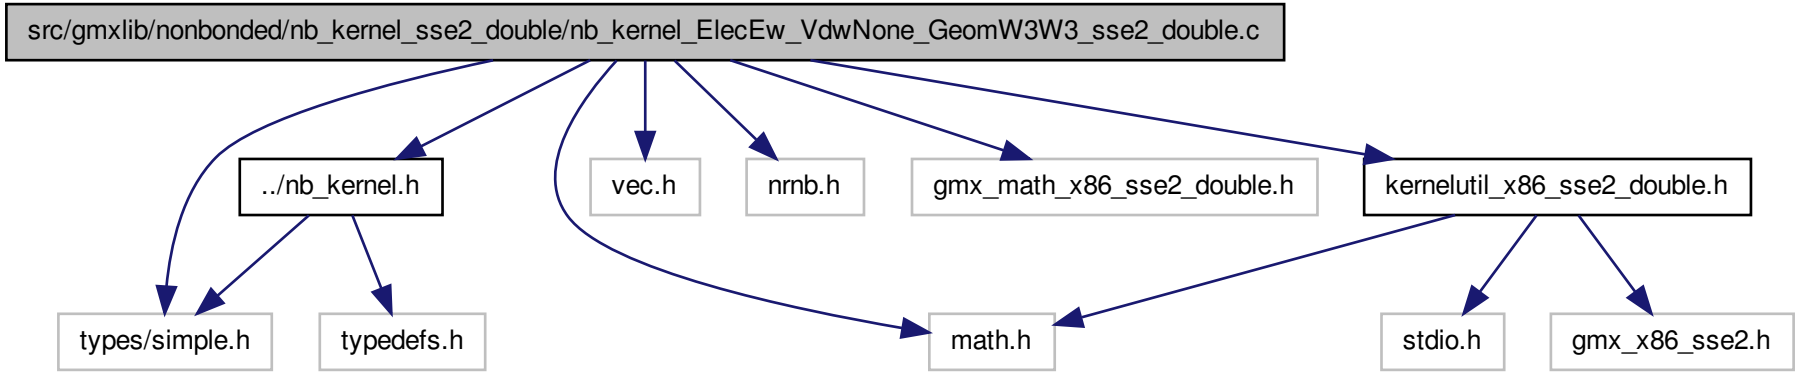 src/gmxlib/nonbonded/nb_kernel_sse2_double/nb_kernel_ElecEw_VdwNone_GeomW3W3_sse2_double.c
../nb_kernel.h
vec.h
nrnb.h
gmx_math_x86_sse2_double.h
kernelutil_x86_sse2_double.h
types/simple.h
typedefs.h
math.h
stdio.h
gmx_x86_sse2.h